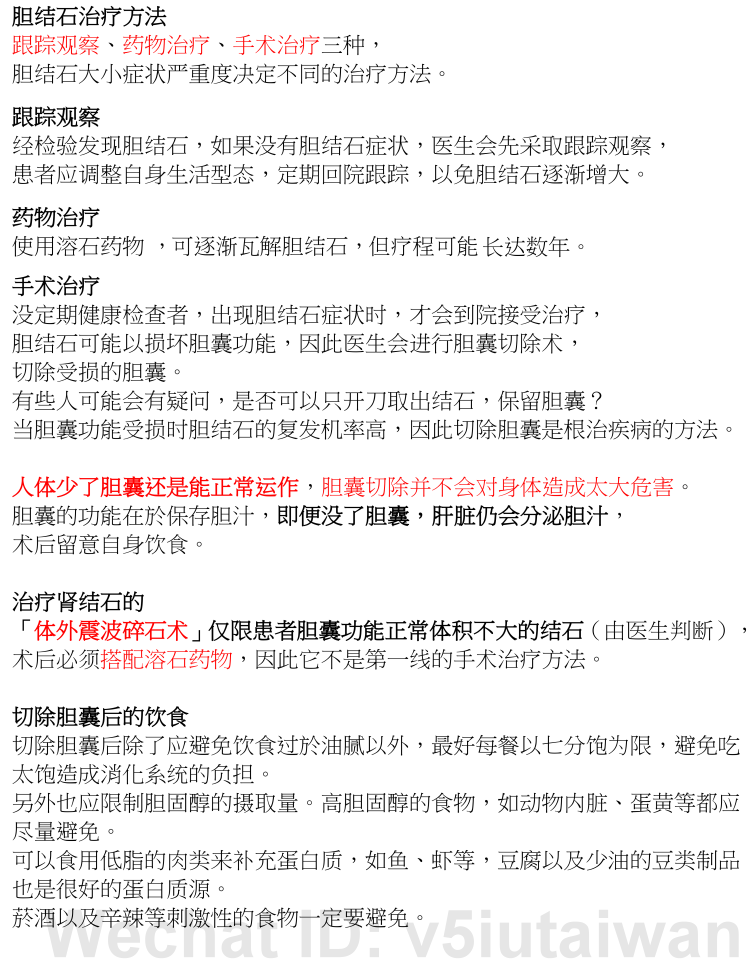 胆结石治疗方法
跟踪观察、药物治疗、手术治疗三种，
胆结石大小症状严重度决定不同的治疗方法。
跟踪观察
经检验发现胆结石，如果没有胆结石症状，医生会先采取跟踪观察，
患者应调整自身生活型态，定期回院跟踪，以免胆结石逐渐增大。
药物治疗
使用溶石药物 ，可逐渐瓦解胆结石，但疗程可能 长达数年。
手术治疗
没定期健康检查者，出现胆结石症状时，才会到院接受治疗，
胆结石可能以损坏胆囊功能，因此医生会进行胆囊切除术，
切除受损的胆囊。
有些人可能会有疑问，是否可以只开刀取出结石，保留胆囊？
当胆囊功能受损时胆结石的复发机率高，因此切除胆囊是根治疾病的方法。
人体少了胆囊还是能正常运作，胆囊切除并不会对身体造成太大危害。
胆囊的功能在於保存胆汁，即便没了胆囊，肝脏仍会分泌胆汁，
术后留意自身饮食。
治疗肾结石的
「体外震波碎石术」仅限患者胆囊功能正常体积不大的结石（由医生判断），
术后必须搭配溶石药物，因此它不是第一线的手术治疗方法。
切除胆囊后的饮食
切除胆囊后除了应避免饮食过於油腻以外，最好每餐以七分饱为限，避免吃
太饱造成消化系统的负担。
另外也应限制胆固醇的摄取量。高胆固醇的食物，如动物内脏、蛋黄等都应
尽量避免。
可以食用低脂的肉类来补充蛋白质，如鱼、虾等，豆腐以及少油的豆类制品
也是很好的蛋白质源。
菸酒以及辛辣等刺激性的食物一定要避免。
Wechat ID: v5iutaiwan